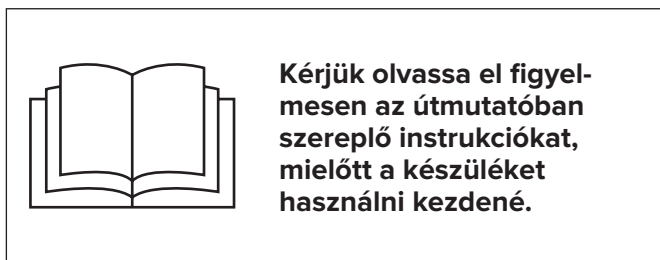 Kérjük olvassa el figyel-
mesen az útmutatóban
szereplő instrukciókat,
mielőtt a készüléket
használni kezdené.